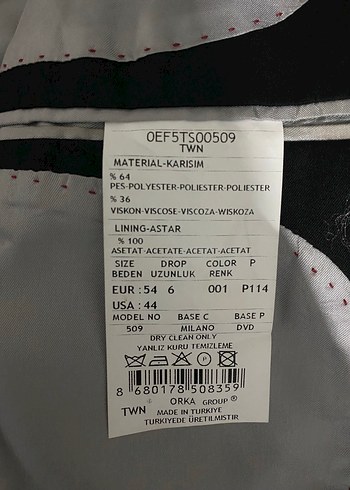 0EF5TS00509
TWN
MATERIAL-KARISIM
% 64
PES-POLYESTER-POLIESTER-POLIESTER
% 36
VISKON-VISCOSE-VISCOZA-WISKOZA
LINING-ASTAR
% 100
ASETAT-ACETATE-ACETAT-ACETAT
SIZE DROP COLOR P
BEDEN UZUNLUK RENK
EUR : 54 6 001 P114
USA : 44
MODEL NO BASE C BASE P
509 MILANO DVD
DRY CLEAN ONLY
YANLIZ KURU TEMIZLEME
P
8 680178 508359
TWN ORKA GROUP ®
MADE IN TURKIYE
TURKIYEDE ÜRETILMISTIR